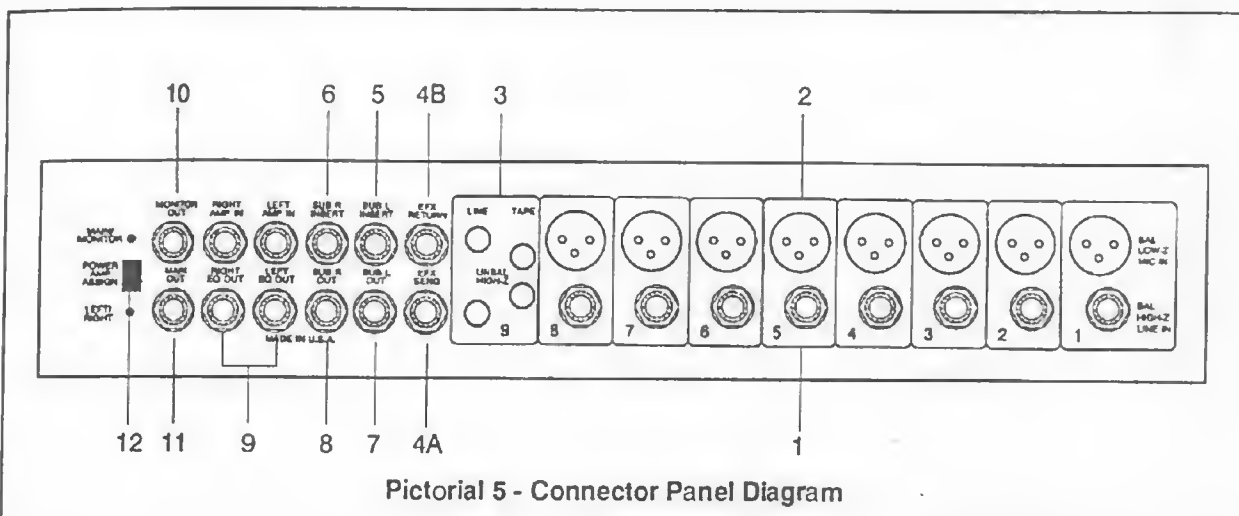 10 6 5 4B 3 2
MONITOR OUT RIGHT AMP IN LEFT AMP IN SUB R INSERT SUB L INSERT EFX RETURN LINE TAPE
MAIN/ MONITOR
BAL LOW-Z MIC IN
POWER AMP ASSIGN
MAIN OUT RIGHT EQ OUT LEFT EQ OUT SUB R OUT SUB L OUT EFX SEND UNBAL HIGH-Z
LEFT/ RIGHT
BAL HIGH-Z LINE IN
9 8 7 6 5 4 3 2 1
MADE IN U.S.A.
12 11 9 8 7 4A 1
Pictorial 5 - Connector Panel Diagram